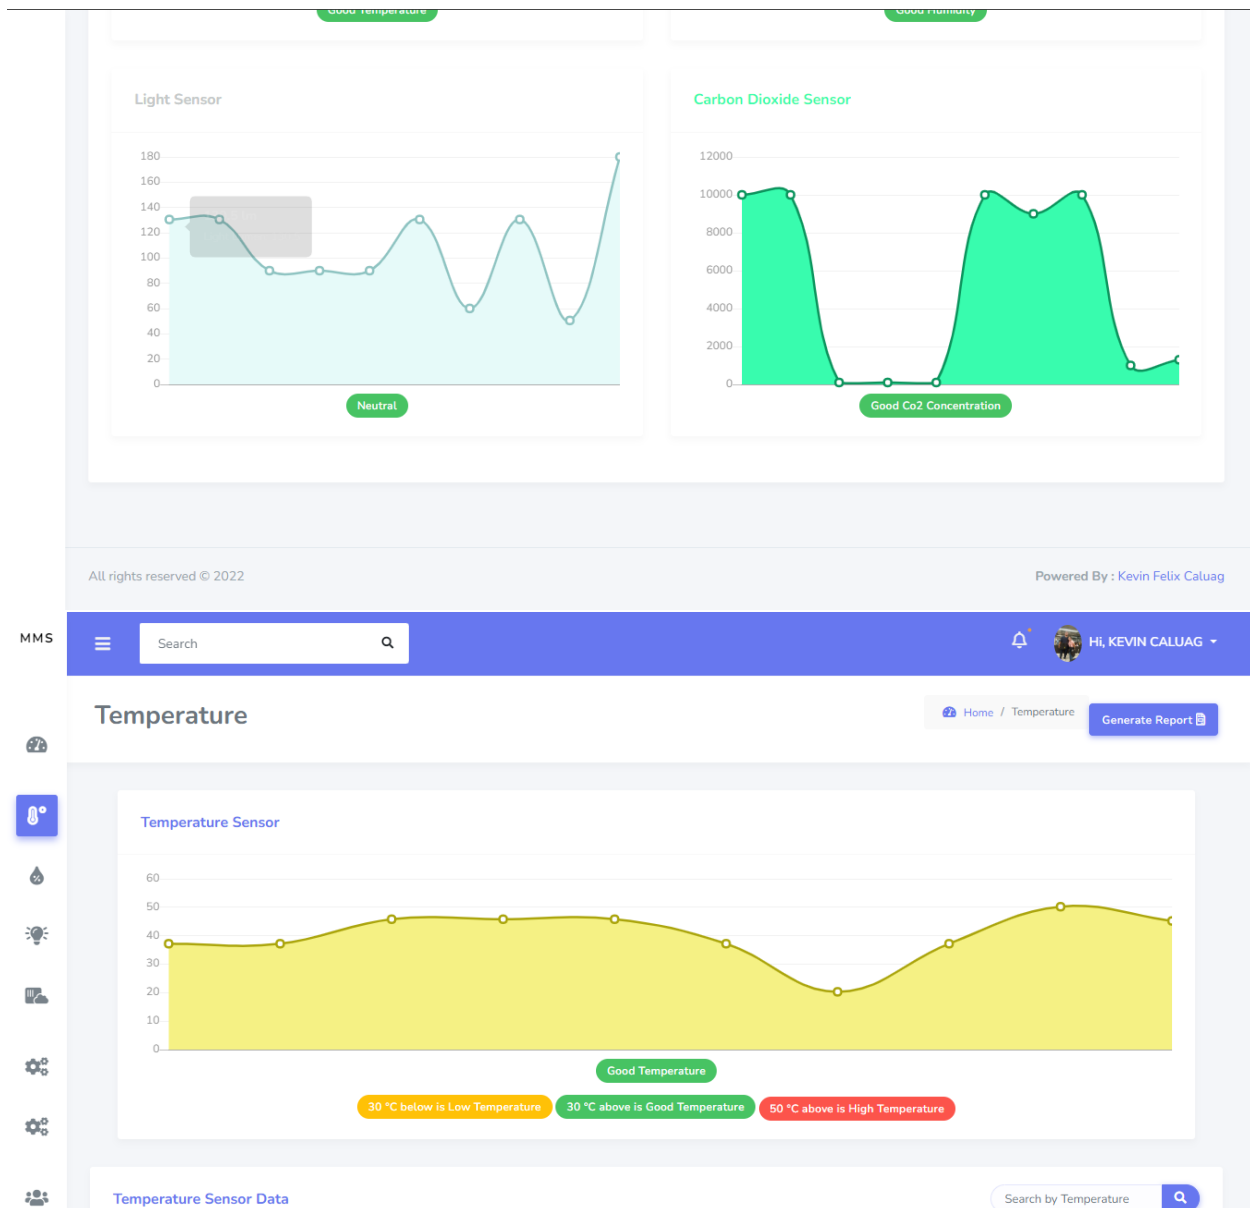 Good Temperature
Good Humidity
Light Sensor
180
160
140
120
100
80
60
40
20
0
Neutral
Carbon Dioxide Sensor
12000
10000
8000
6000
4000
2000
0
Good Co2 Concentration
All rights reserved © 2022
Powered By : Kevin Felix Caluag
MMS
Search
Hi, KEVIN CALUAG
Temperature
Home / Temperature
Generate Report
Temperature Sensor
60
50
40
30
20
10
0
Good Temperature
30 °C below is Low Temperature
30 °C above is Good Temperature
50 °C above is High Temperature
Temperature Sensor Data
Search by Temperature